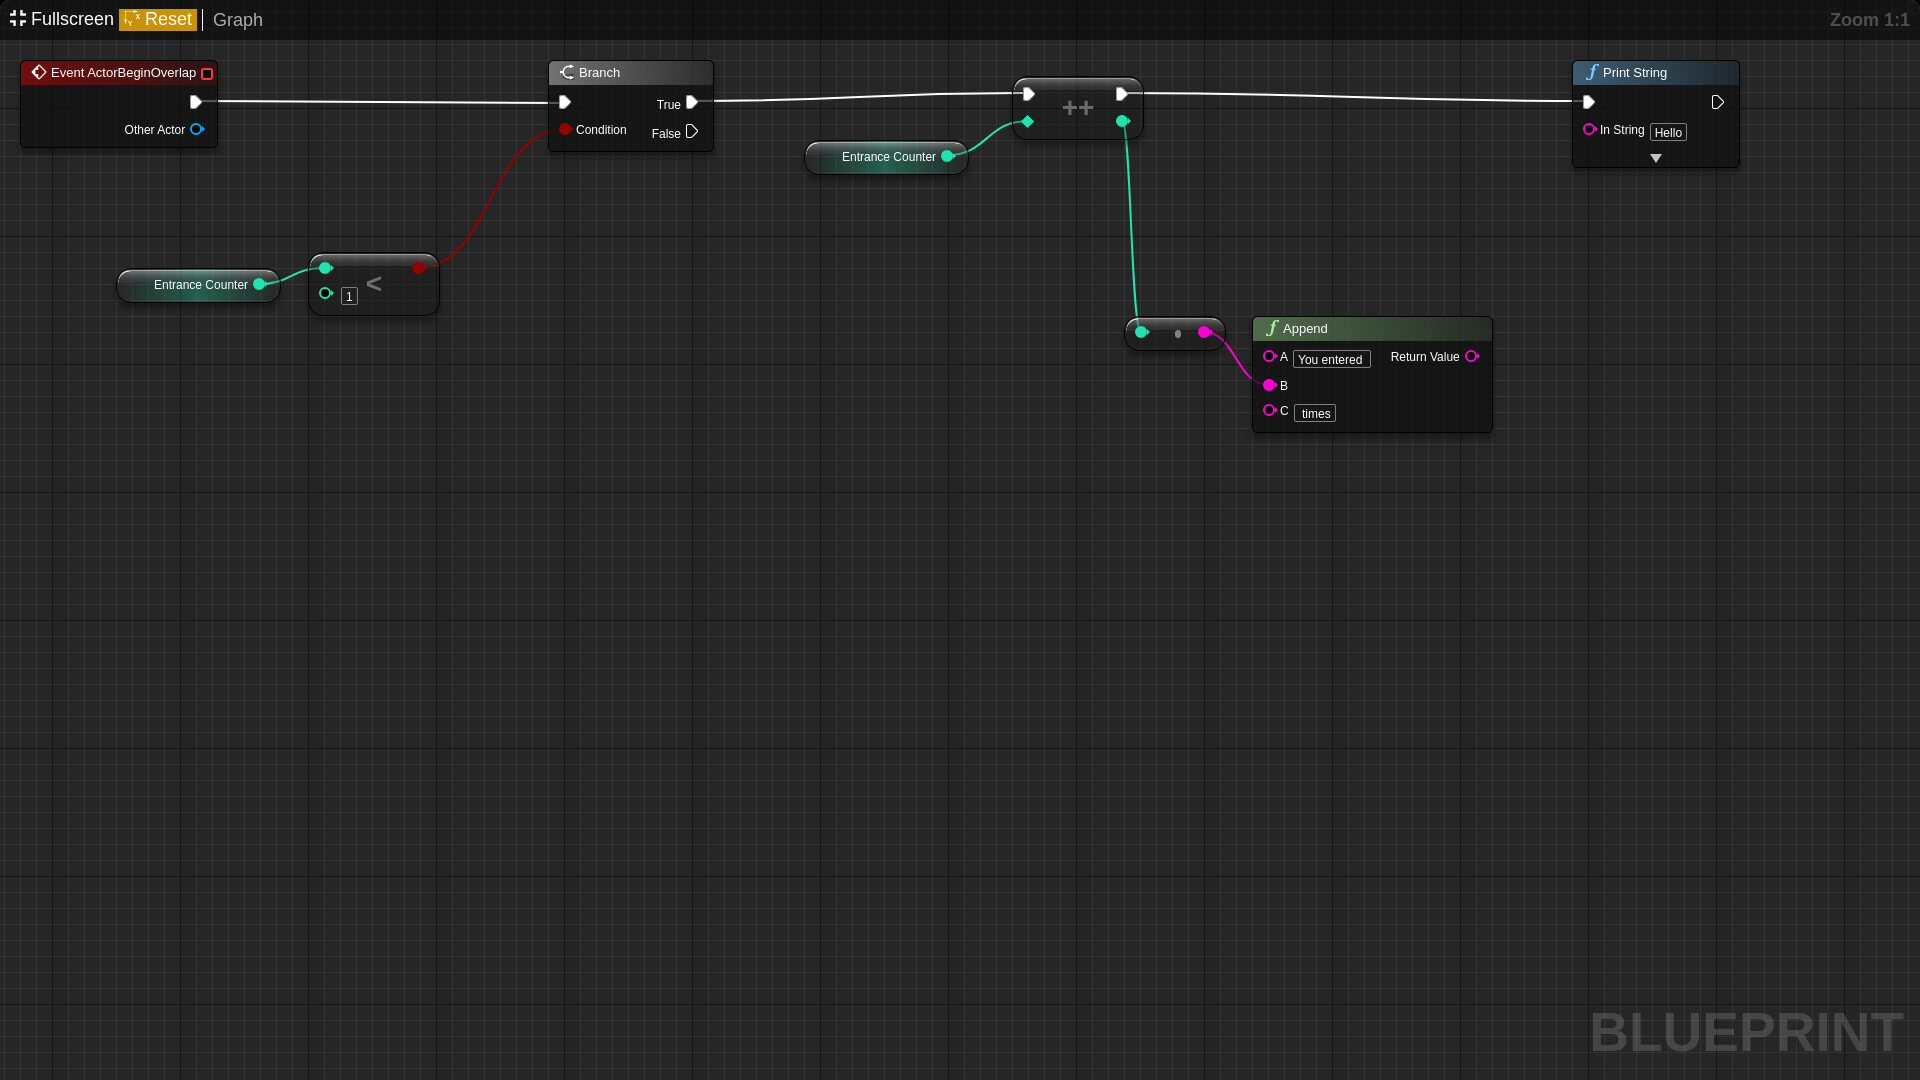 Fullscreen Reset Graph Zoom 1:1
Event ActorBeginOverlap
Other Actor
Branch
True
Condition
False
++
Entrance Counter
Print String
In String Hello
Entrance Counter
<
1
Append
A You entered Return Value
B
C times
BLUEPRINT